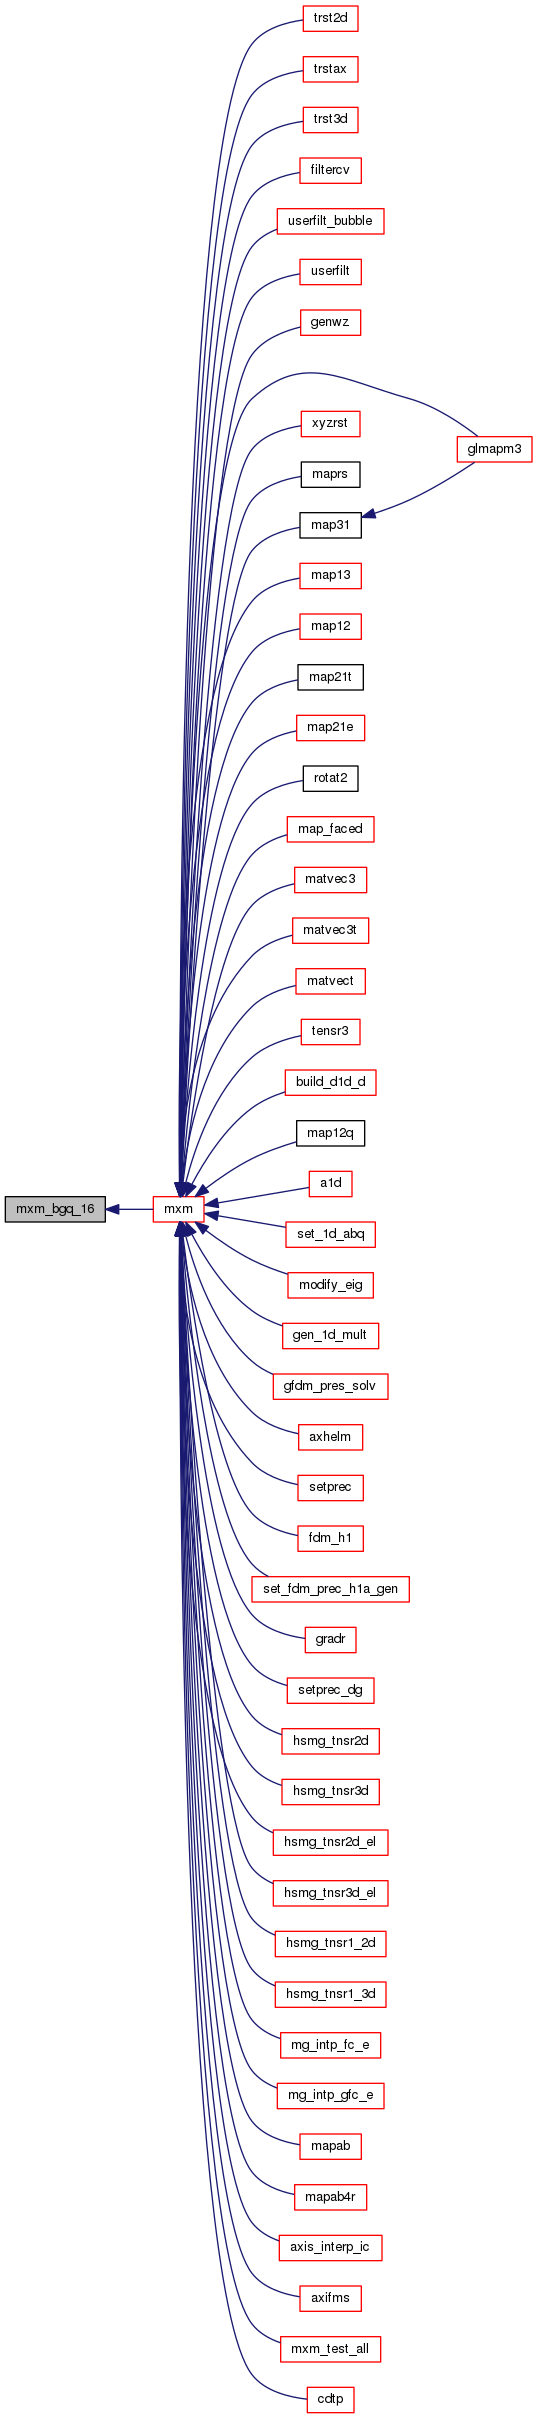 trst2d
trstax
trst3d
filtercv
userfilt_bubble
userfilt
genwz
xyzrst
glmapm3
maprs
map31
map13
map12
map21t
map21e
rotat2
map_faced
matvec3
matvec3t
matvect
tensr3
build_d1d_d
map12q
a1d
mxm_bgq_16
mxm
set_1d_abq
modify_eig
gen_1d_mult
gfdm_pres_solv
axhelm
setprec
fdm_h1
set_fdm_prec_h1a_gen
gradr
setprec_dg
hsmg_tnsr2d
hsmg_tnsr3d
hsmg_tnsr2d_el
hsmg_tnsr3d_el
hsmg_tnsr1_2d
hsmg_tnsr1_3d
mg_intp_fc_e
mg_intp_gfc_e
mapab
mapab4r
axis_interp_ic
axifms
mxm_test_all
cdtp